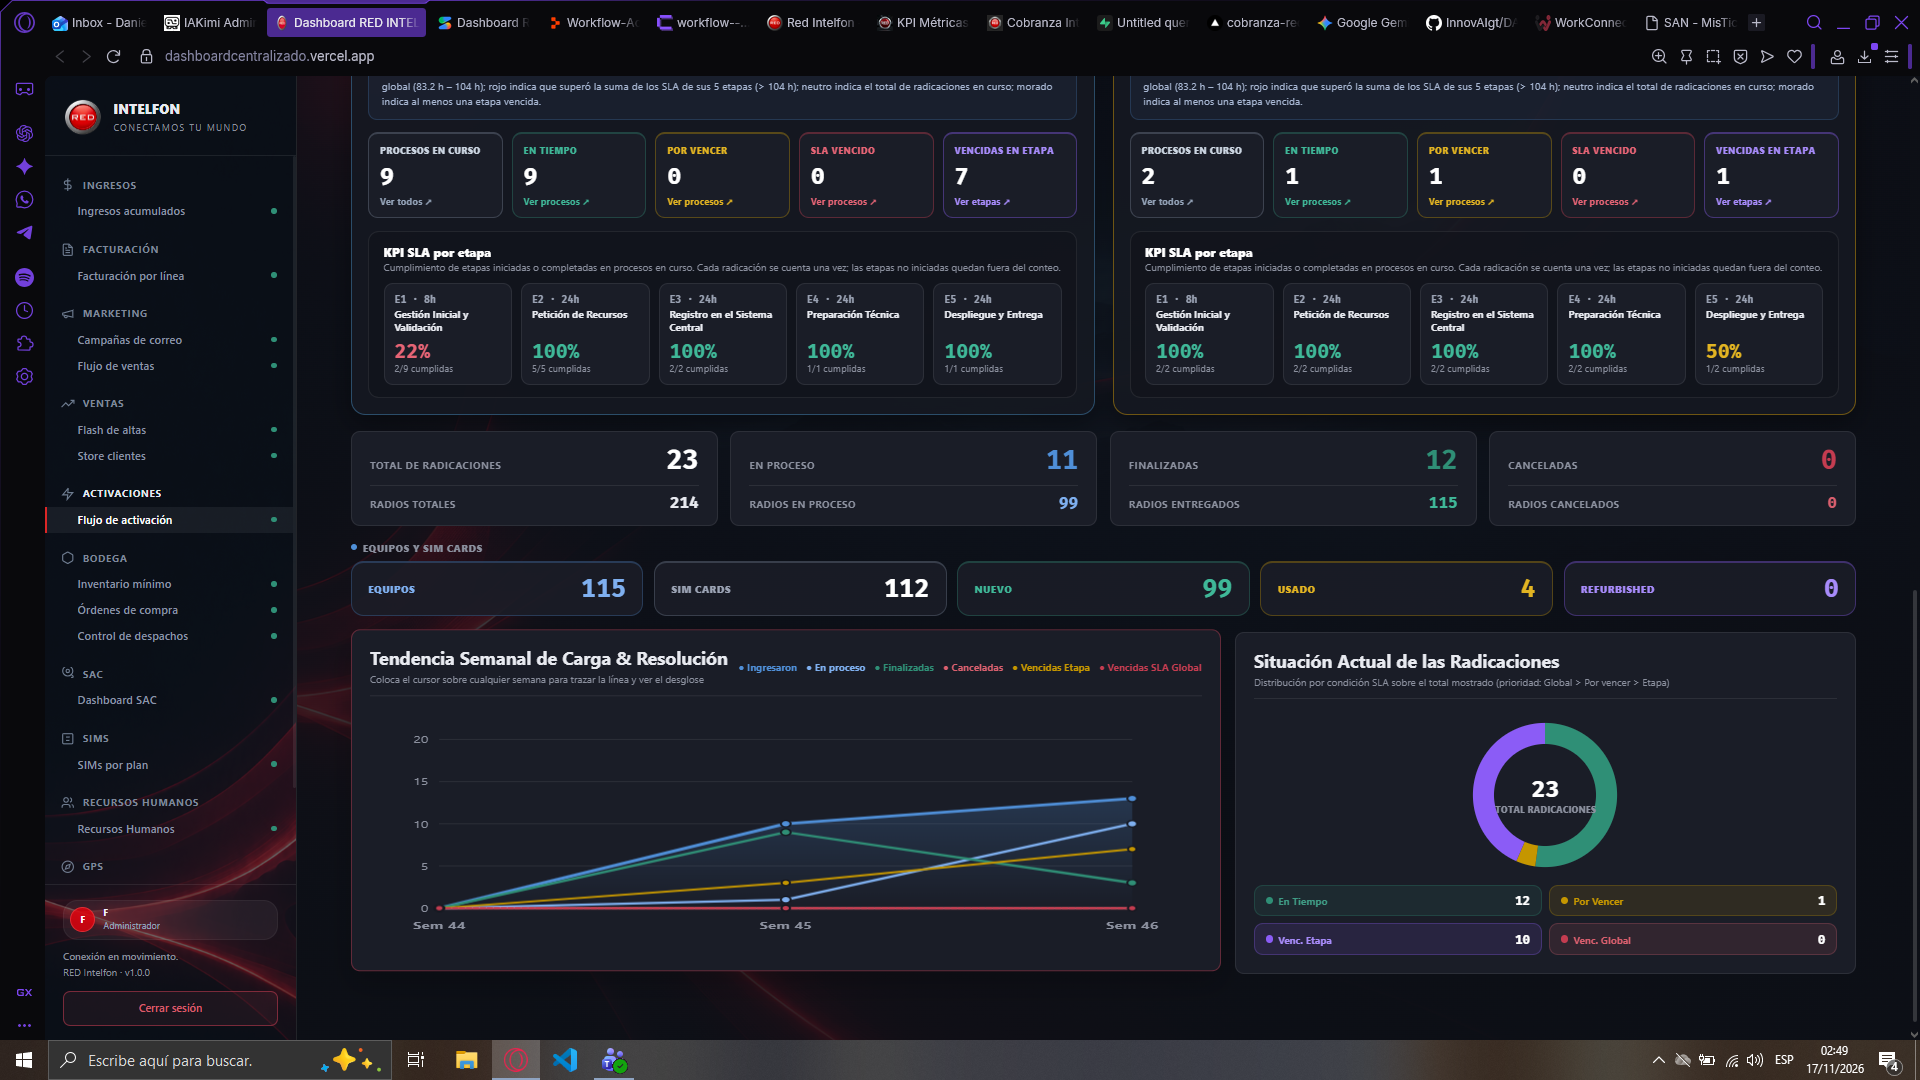 Inbox - Danie
IAKimi Admir
Dashboard RED INTEL
Dashboard R
Workflow-Ac
workflow--..
Red Intelfon
KPI Métricas
Cobranza Int
Untitled quer
cobranza-re
Google Gem
InnovAIgt/DA
WorkConnec
SAN - MisTic
dashboardcentralizado.vercel.app
RED
INTELFON
CONECTAMOS TU MUNDO
INGRESOS
Ingresos acumulados
FACTURACIÓN
Facturación por línea
MARKETING
Campañas de correo
Flujo de ventas
VENTAS
Flash de altas
Store clientes
ACTIVACIONES
Flujo de activación
BODEGA
Inventario mínimo
Órdenes de compra
Control de despachos
SAC
Dashboard SAC
SIMS
SIMs por plan
RECURSOS HUMANOS
Recursos Humanos
GPS
F
F
Administrador
Conexión en movimiento.
RED Intelfon · v1.0.0
Cerrar sesión
GX
global (83.2 h – 104 h); rojo indica que superó la suma de los SLA de sus 5 etapas (> 104 h); neutro indica el total de radicaciones en curso; morado
indica al menos una etapa vencida.
PROCESOS EN CURSO
9
Ver todos ↗
EN TIEMPO
9
Ver procesos ↗
POR VENCER
0
Ver procesos ↗
SLA VENCIDO
0
Ver procesos ↗
VENCIDAS EN ETAPA
7
Ver etapas ↗
KPI SLA por etapa
Cumplimiento de etapas iniciadas o completadas en procesos en curso. Cada radicación se cuenta una vez; las etapas no iniciadas quedan fuera del conteo.
E1 · 8h
Gestión Inicial y
Validación
22%
2/9 cumplidas
E2 · 24h
Petición de Recursos
100%
5/5 cumplidas
E3 · 24h
Registro en el Sistema
Central
100%
2/2 cumplidas
E4 · 24h
Preparación Técnica
100%
1/1 cumplidas
E5 · 24h
Despliegue y Entrega
100%
1/1 cumplidas
global (83.2 h – 104 h); rojo indica que superó la suma de los SLA de sus 5 etapas (> 104 h); neutro indica el total de radicaciones en curso; morado
indica al menos una etapa vencida.
PROCESOS EN CURSO
2
Ver todos ↗
EN TIEMPO
1
Ver procesos ↗
POR VENCER
1
Ver procesos ↗
SLA VENCIDO
0
Ver procesos ↗
VENCIDAS EN ETAPA
1
Ver etapas ↗
KPI SLA por etapa
Cumplimiento de etapas iniciadas o completadas en procesos en curso. Cada radicación se cuenta una vez; las etapas no iniciadas quedan fuera del conteo.
E1 · 8h
Gestión Inicial y
Validación
100%
2/2 cumplidas
E2 · 24h
Petición de Recursos
100%
2/2 cumplidas
E3 · 24h
Registro en el Sistema
Central
100%
2/2 cumplidas
E4 · 24h
Preparación Técnica
100%
2/2 cumplidas
E5 · 24h
Despliegue y Entrega
50%
1/2 cumplidas
TOTAL DE RADICACIONES 23
RADIOS TOTALES 214
EN PROCESO 11
RADIOS EN PROCESO 99
FINALIZADAS 12
RADIOS ENTREGADOS 115
CANCELADAS 0
RADIOS CANCELADOS 0
EQUIPOS Y SIM CARDS
EQUIPOS 115
SIM CARDS 112
NUEVO 99
USADO 4
REFURBISHED 0
Tendencia Semanal de Carga & Resolución
Coloca el cursor sobre cualquier semana para trazar la línea y ver el desglose
Ingresaron
En proceso
Finalizadas
Canceladas
Vencidas Etapa
Vencidas SLA Global
20
15
10
5
0
Sem 44
Sem 45
Sem 46
Situación Actual de las Radicaciones
Distribución por condición SLA sobre el total mostrado (prioridad: Global > Por vencer > Etapa)
23
TOTAL RADICACIONES
En Tiempo 12
Por Vencer 1
Venc. Etapa 10
Venc. Global 0
Escribe aquí para buscar.
ESP
02:49
17/11/2026
4